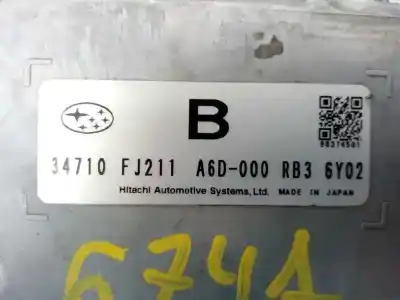 B
34710 FJ211 A6D-000 RB3 6Y02
Hitachi Automotive Systems, Ltd. MADE IN JAPAN
6741